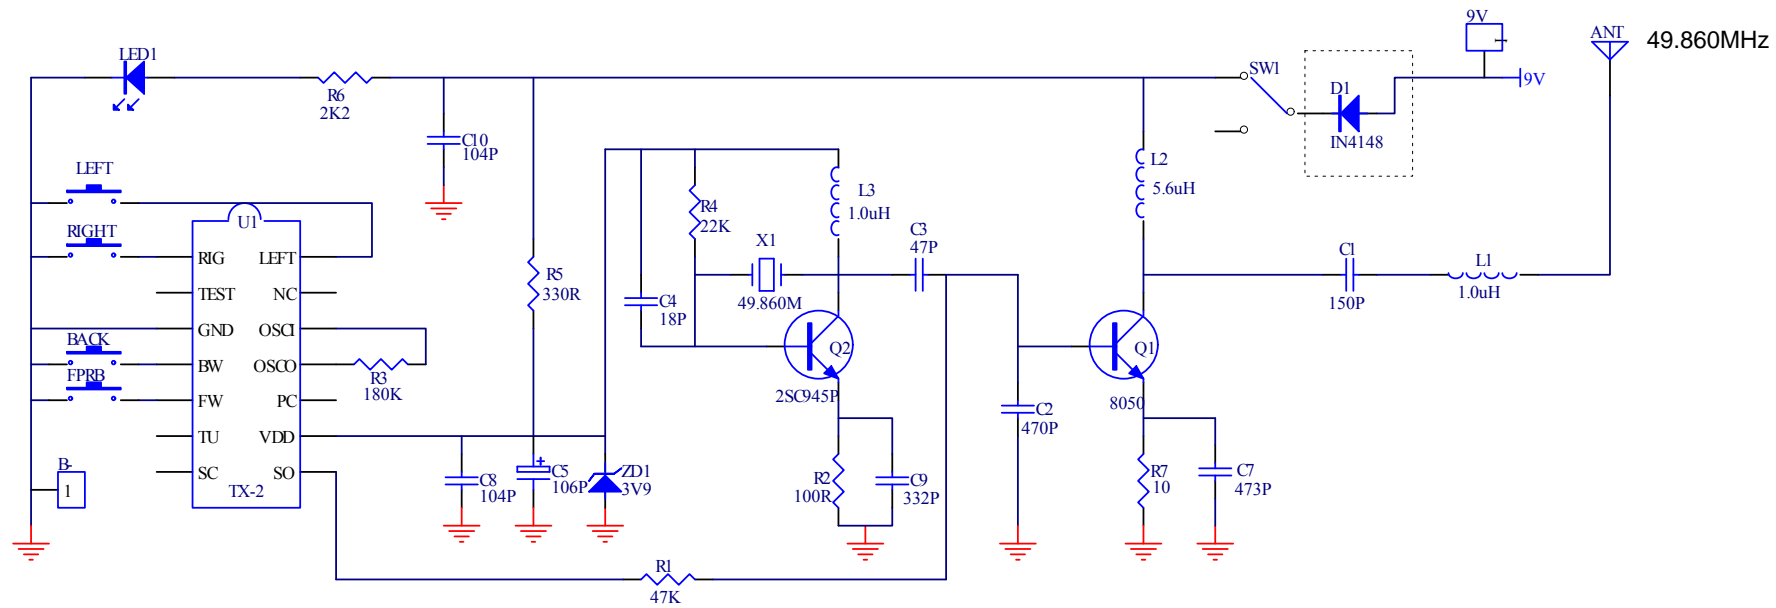 9V
ANT
49.860MHz
LED1
SW1
9V
D1
R6
2K2
C10
104P
IN4148
LEFT
L2
5.6uH
L3
1.0uH
R4
22K
U1
RIGHT
C3
47P
X1
RIG
LEFT
C1
L1
R5
330R
TEST
NC
49.860M
C4
18P
150P
1.0uH
GND
OSCI
BACK
BW
OSCO
Q2
Q1
FPRB
R3
180K
FW
PC
2SC945P
8050
C2
470P
TU
VDD
B-
1
SC
SO
TX-2
C8
104P
+
C5
106P
ZD1
3V9
R2
100R
C9
332P
R7
10
C7
473P
R1
47K